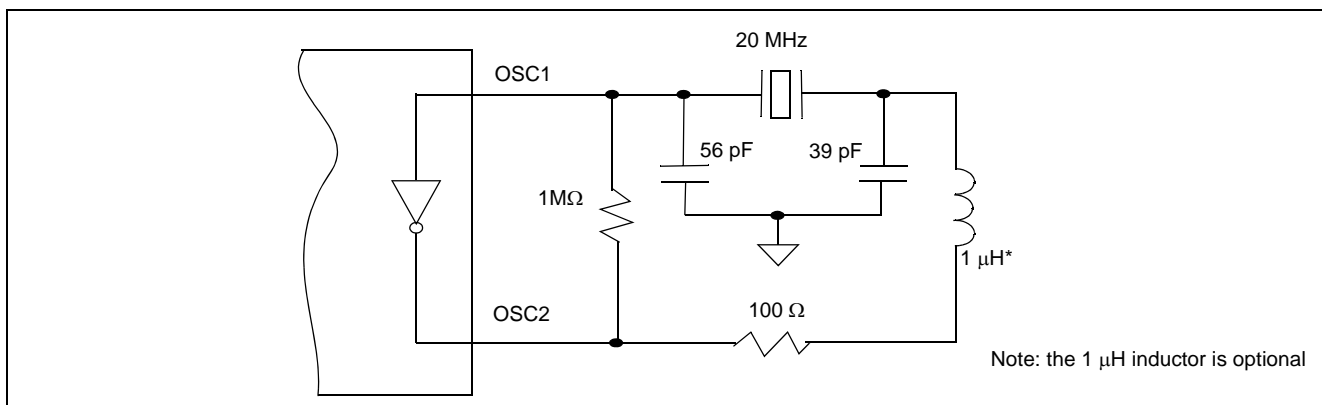 20 MHz
OSC1
56 pF
39 pF
1MΩ
1 μH*
OSC2
100 Ω
Note: the 1 μH inductor is optional